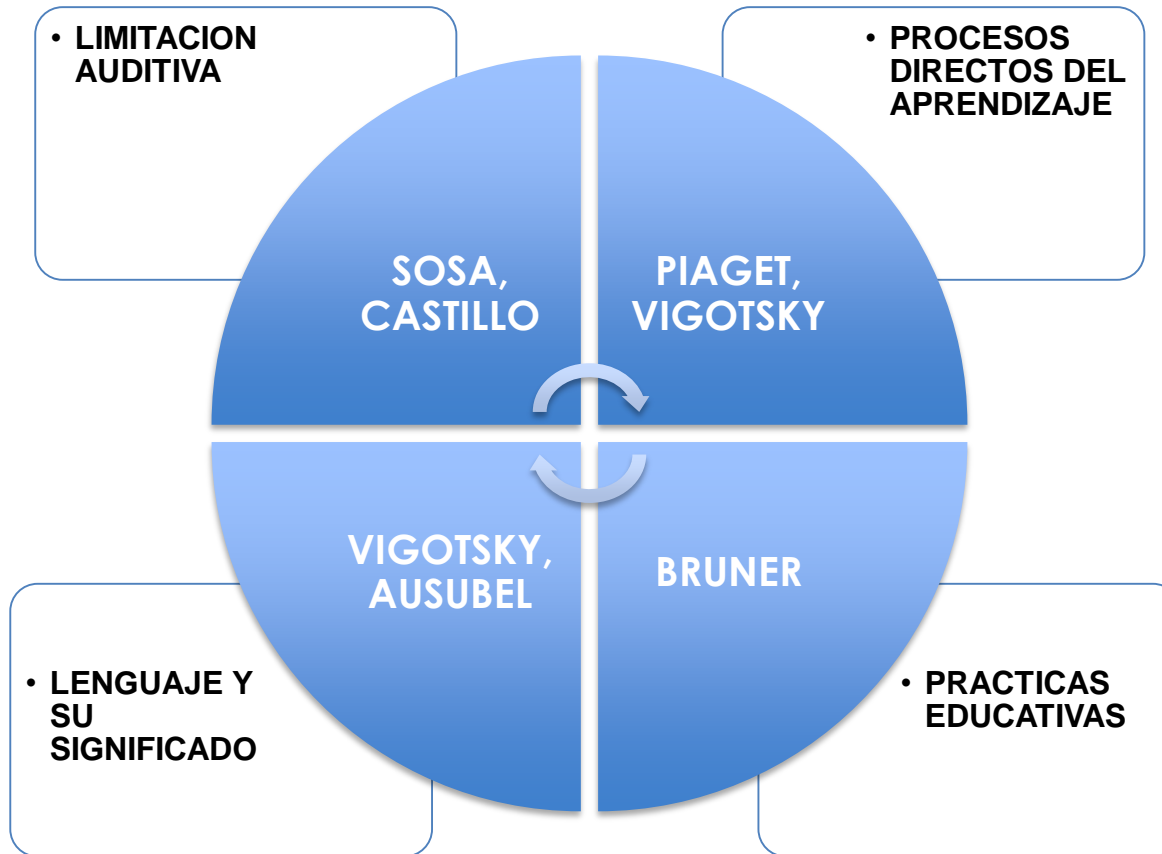 • LIMITACION
AUDITIVA
• PROCESOS
DIRECTOS DEL
APRENDIZAJE
SOSA,
CASTILLO
PIAGET,
VIGOTSKY
VIGOTSKY,
AUSUBEL
BRUNER
• LENGUAJE Y
SU
SIGNIFICADO
• PRACTICAS
EDUCATIVAS